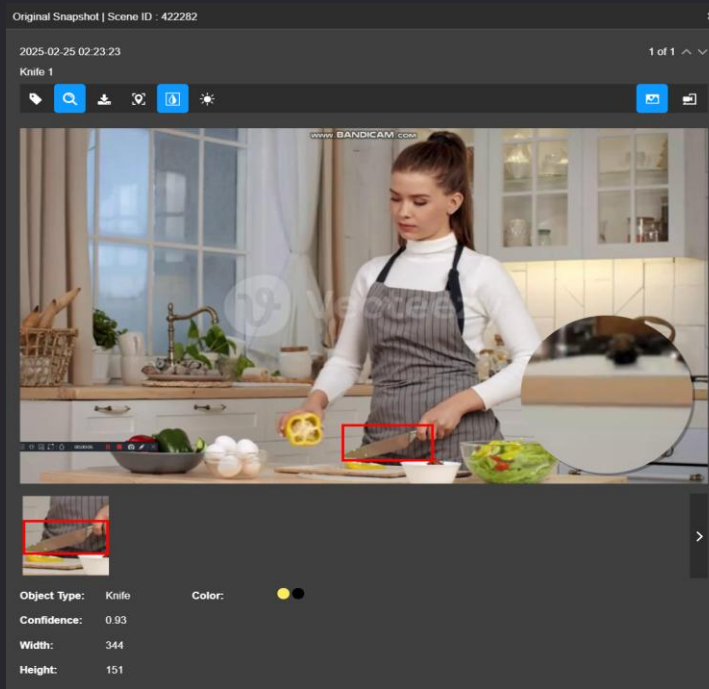 Original Snapshot | Scene ID : 422282
2025-02-25 02:23:23
1 of 1
Knife 1
www.BANDICAM.com
Vecteezy
Object Type: Knife
Color:
Confidence: 0.93
Width: 344
Height: 151